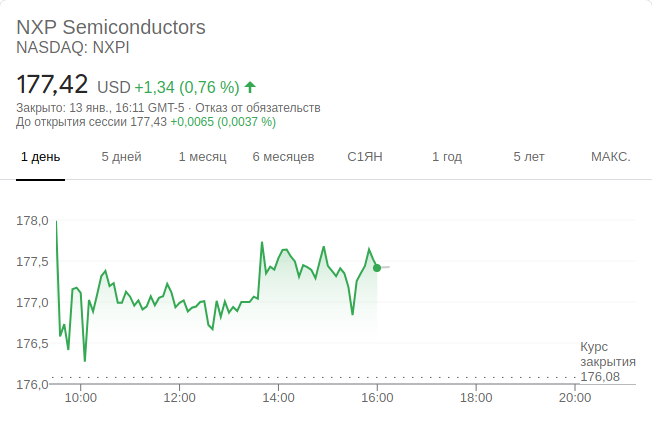 NXP Semiconductors
NASDAQ: NXPI
177,42 USD +1,34 (0,76 %)
Закрыто: 13 янв., 16:11 GMT-5 · Отказ от обязательств
До открытия сессии 177,43 +0,0065 (0,0037 %)
1 день 5 дней 1 месяц 6 месяцев С1ЯН 1 год 5 лет МАКС.
178,0
177,5
177,0
176,5
176,0
Курс
закрытия
176,08
10:00 12:00 14:00 16:00 18:00 20:00